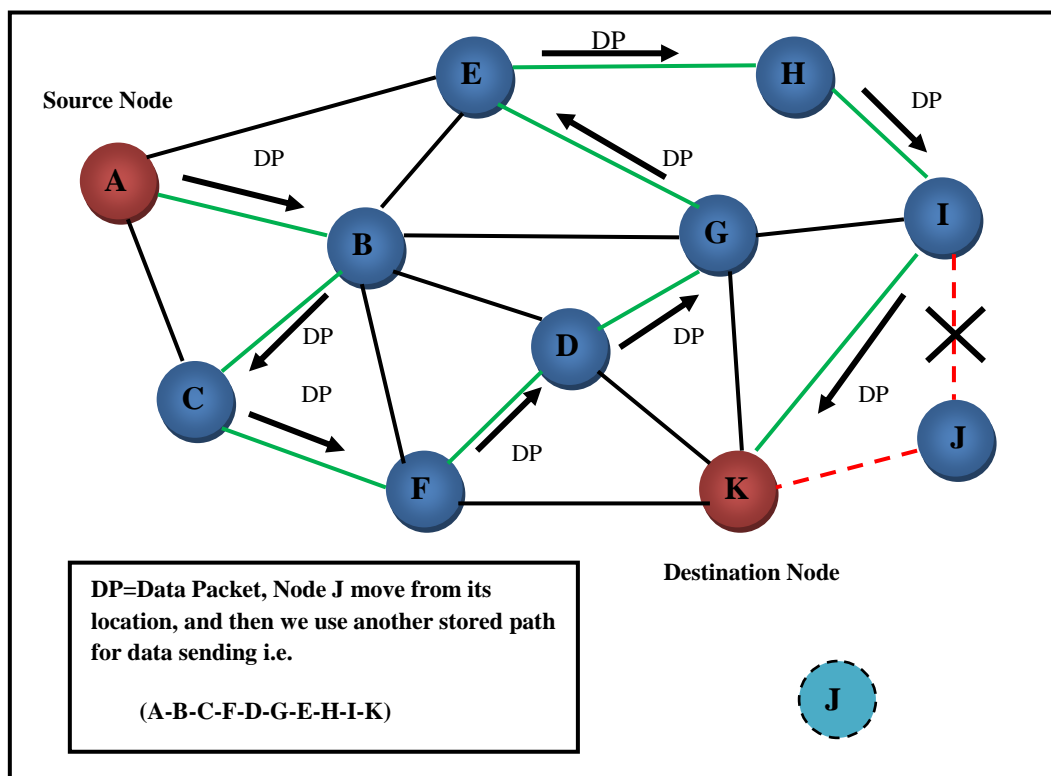 DP
E
H
Source Node
DP
DP
DP
A
I
G
B
DP
D
DP
C
DP
DP
J
DP
F
K
Destination Node
DP=Data Packet, Node J move from its
location, and then we use another stored path
for data sending i.e.
(A-B-C-F-D-G-E-H-I-K)
J